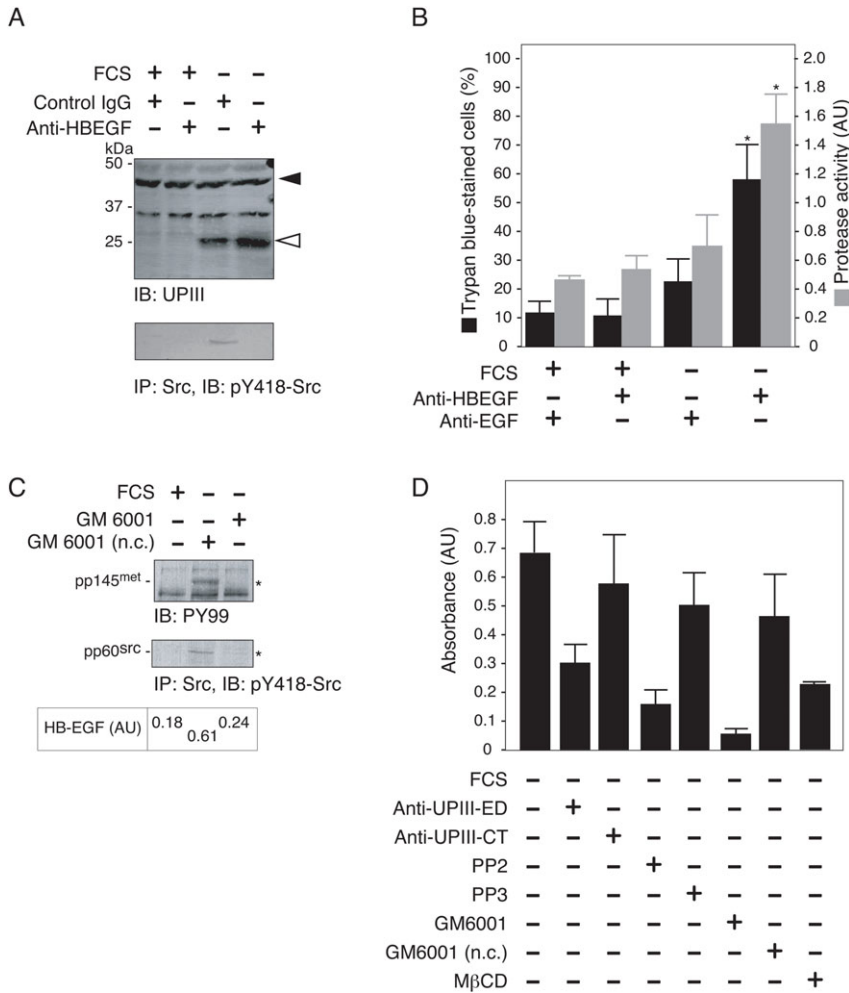 A
FCS + + – –
Control IgG + – + –
Anti-HBEGF – + – +
kDa
50 -
37 -
25 -
IB: UPIII
IP: Src, IB: pY418-Src
B
Trypan blue-stained cells (%)
100
90
80
70
60
50
40
30
20
10
0
* *
2.0
1.8
1.6
1.4
1.2
1.0
0.8
0.6
0.4
0.2
0
Protease activity (AU)
FCS + + – –
Anti-HBEGF – + – +
Anti-EGF + – + –
C
FCS + – –
GM 6001 – – +
GM 6001 (n.c.) – + –
pp145met - *
IB: PY99
pp60src - *
IP: Src, IB: pY418-Src
HB-EGF (AU) 0.18 0.61 0.24
D
Absorbance (AU)
0.8
0.7
0.6
0.5
0.4
0.3
0.2
0.1
0
FCS – – – – – – – –
Anti-UPIII-ED – + – – – – – –
Anti-UPIII-CT – – + – – – – –
PP2 – – – + – – – –
PP3 – – – – + – – –
GM6001 – – – – – + – –
GM6001 (n.c.) – – – – – – + –
MβCD – – – – – – – +